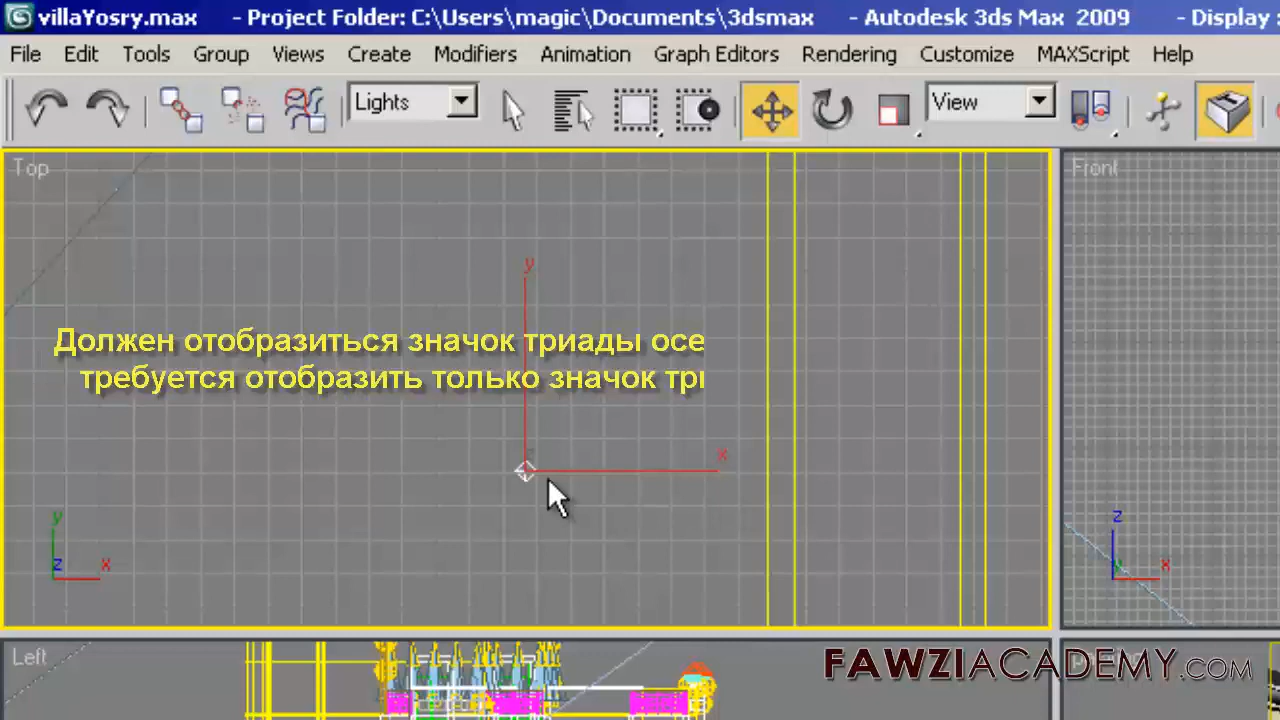 villaYosry.max - Project Folder: C:\Users\magic\Documents\3dsmax - Autodesk 3ds Max 2009 - Display :
File Edit Tools Group Views Create Modifiers Animation Graph Editors Rendering Customize MAXScript Help
Lights View
Top Front
y
Должен отобразиться значок триады осе
требуется отобразить только значок три
x
y z
z x x
Left
FAWZIACADEMY.COM